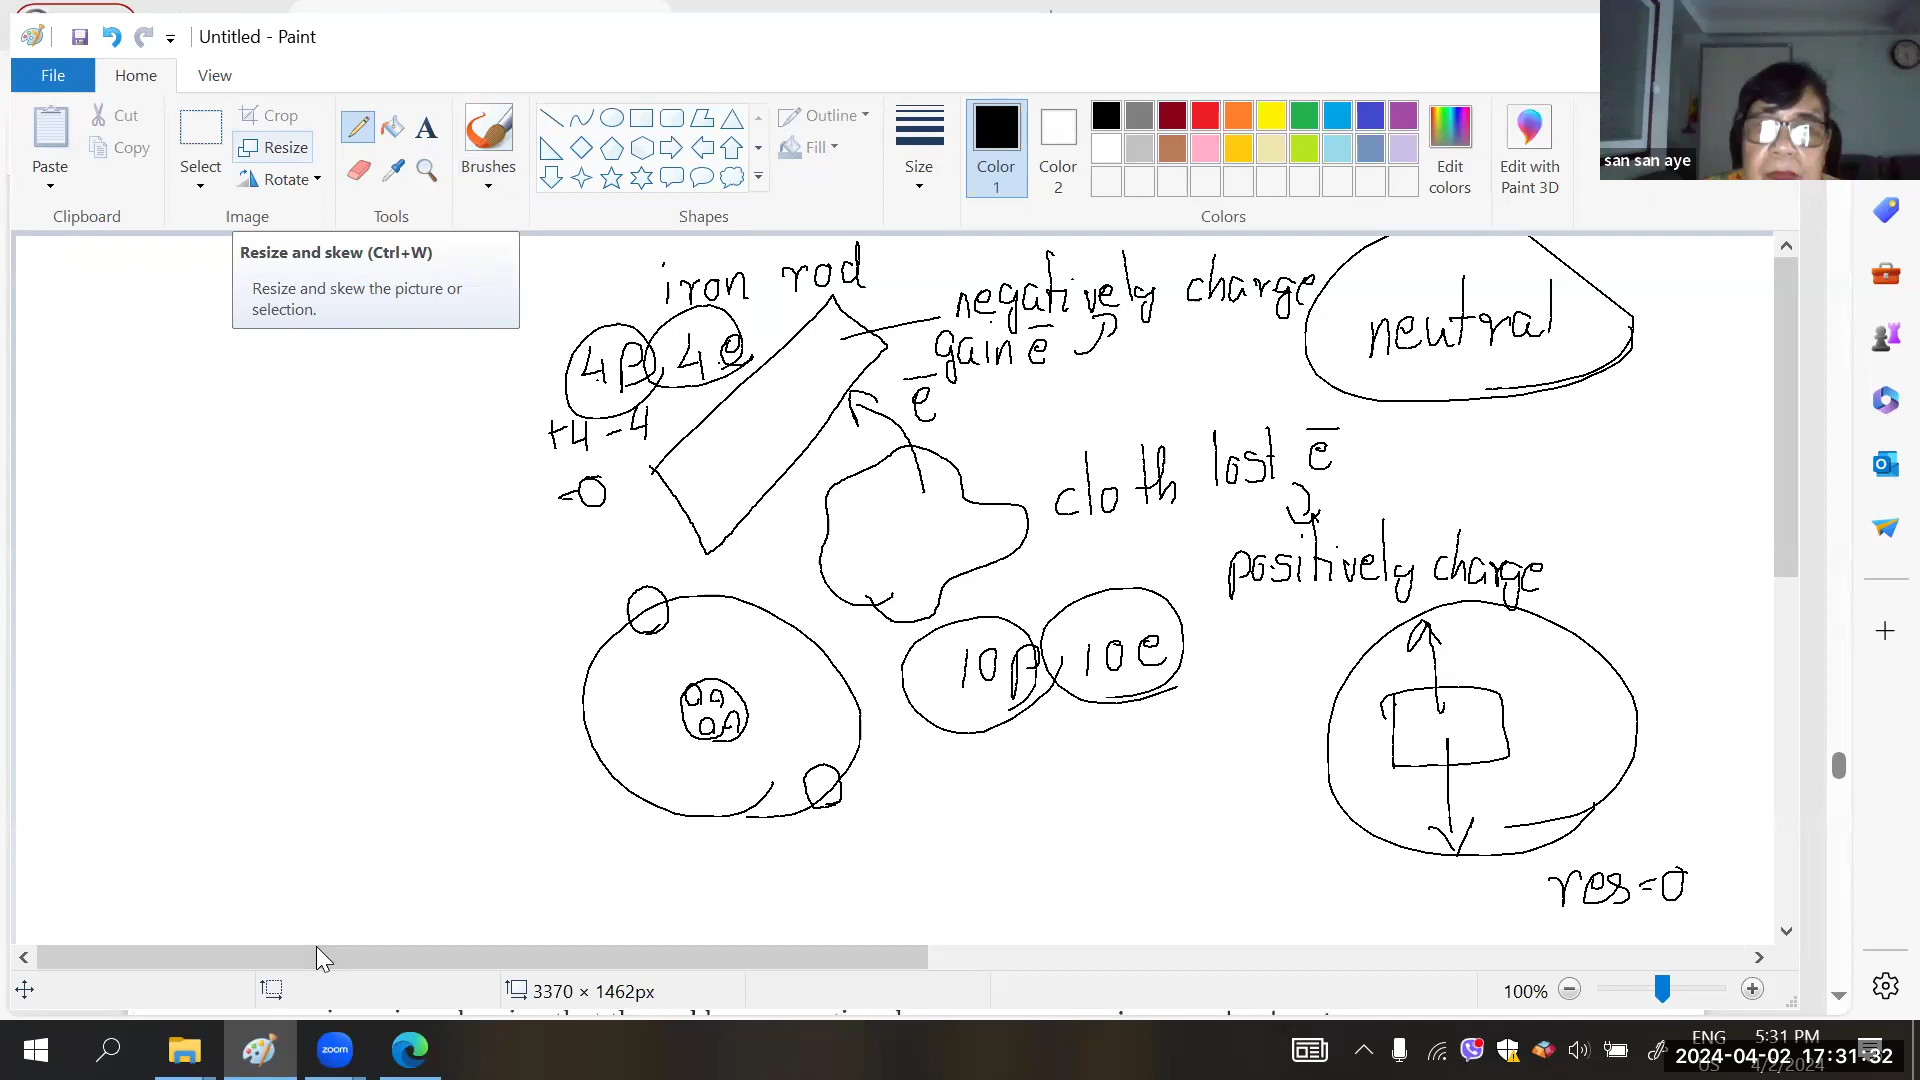 Untitled - Paint
File
Home
View
Paste
Cut
Copy
Clipboard
Select
Crop
Resize
Rotate
Image
Tools
Brushes
Shapes
Outline
Fill
Size
Color 1
Color 2
Edit colors
Colors
Edit with Paint 3D
san san aye
Resize and skew (Ctrl+W)
Resize and skew the picture or
selection.
iron rod
negatively charge
neutral
4p 4e
gain e
e
+4 - 4
cloth lost e
positively charge
10p 10e
res=0
3370 × 1462px
100%
zoom
ENG
5:31 PM
2024-04-02 17:31:32